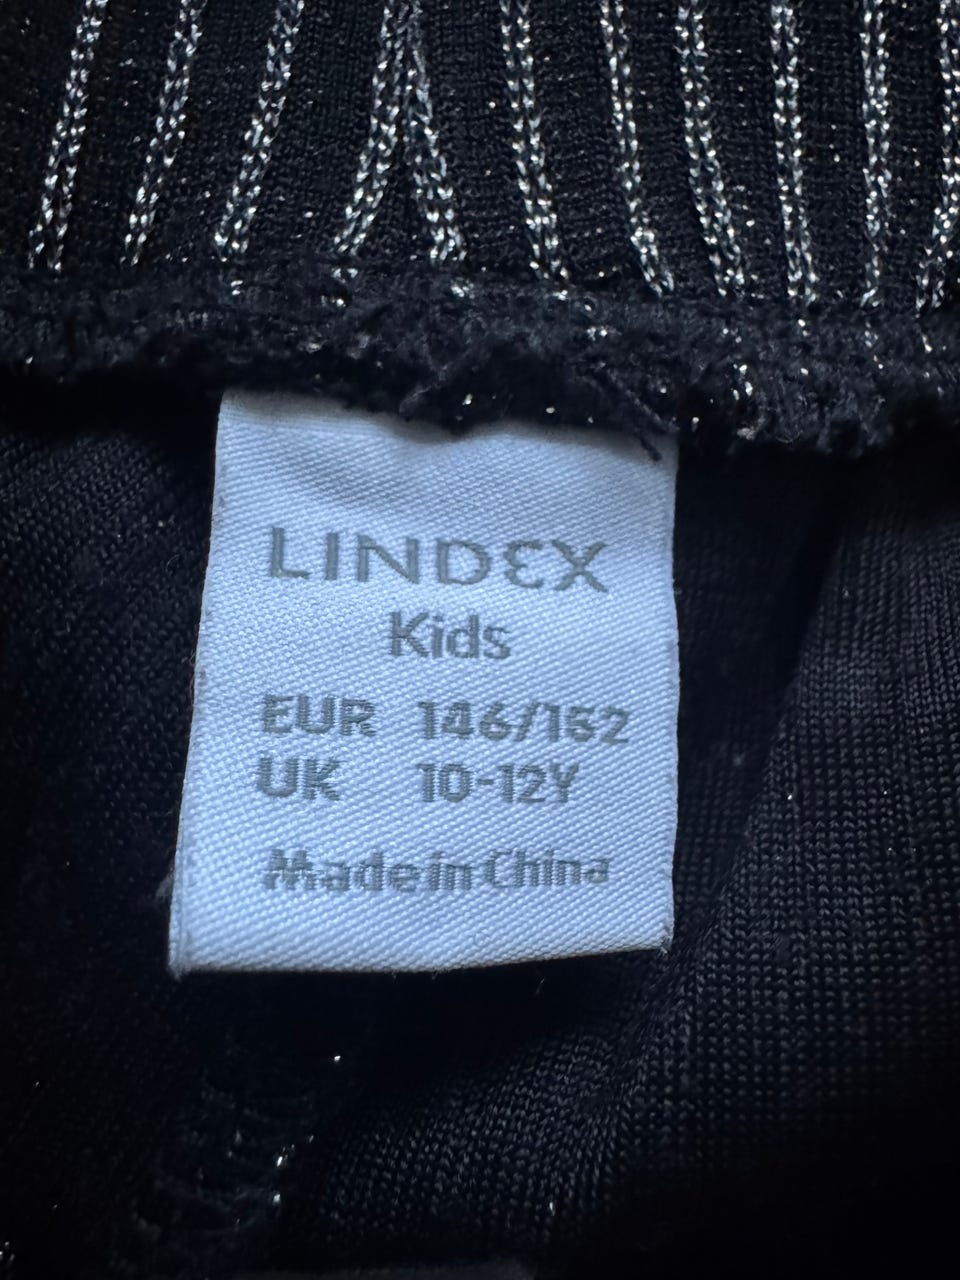 LINDEX
Kids
EUR 146/152
UK 10-12Y
Made in China